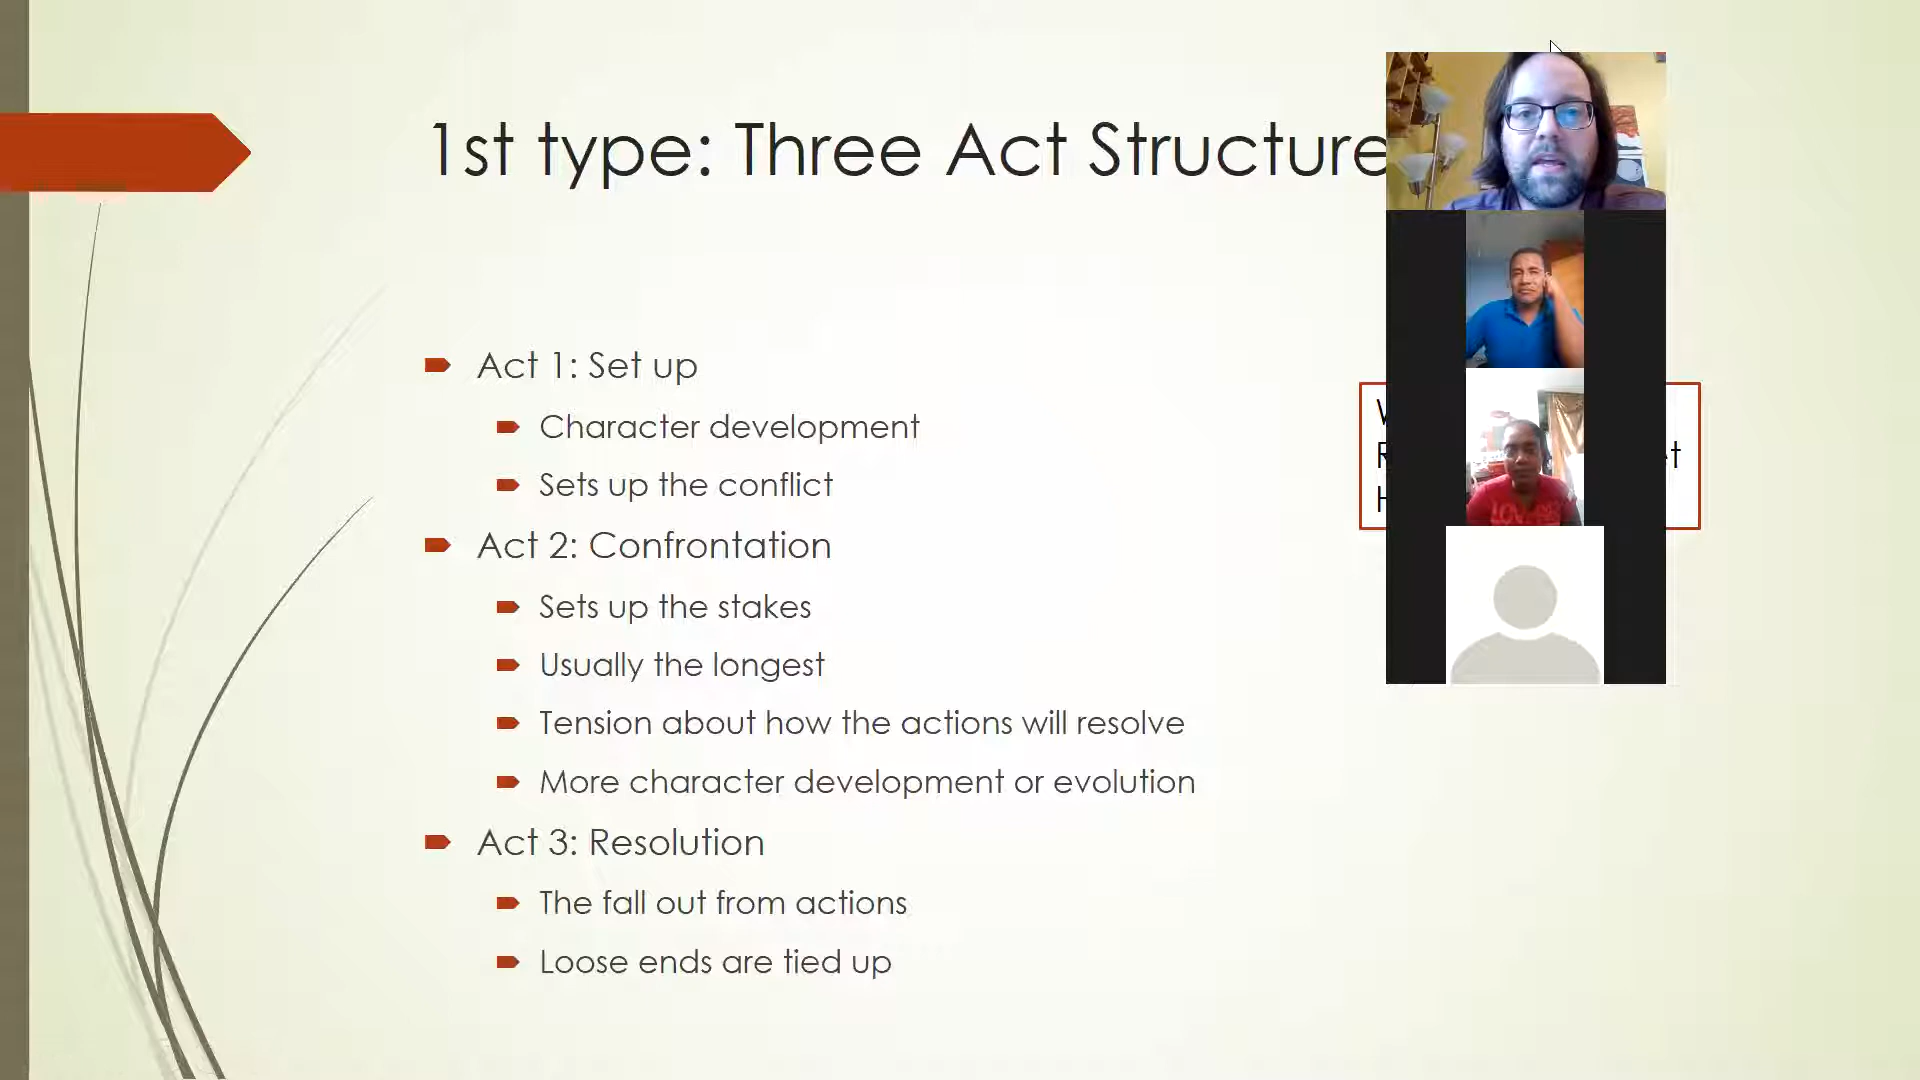 1st type: Three Act Structure
Act 1: Set up
Character development
Sets up the conflict
Act 2: Confrontation
Sets up the stakes
Usually the longest
Tension about how the actions will resolve
More character development or evolution
Act 3: Resolution
The fall out from actions
Loose ends are tied up